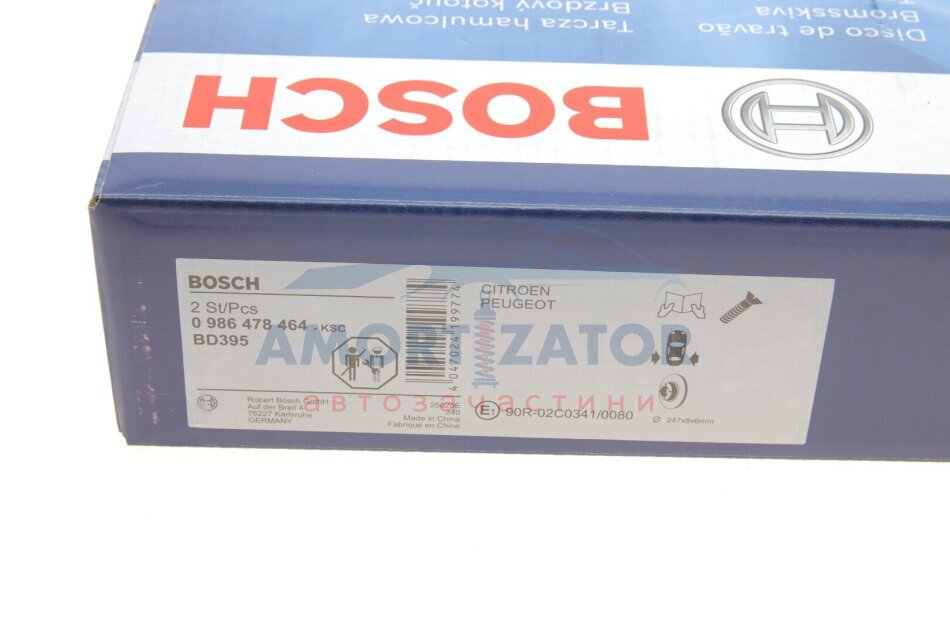 Disco de travão
Bromsskiva
Tarcza hamulcowa
Brzdový kotouč
BOSCH
BOSCH
2 St/Pcs
0 986 478 464 - KSC
BD395
4 047024 199774
CITROEN
PEUGEOT
AMORTIZATOR
автозапчастини
Robert Bosch GmbH
Auf der Breit 4
76227 Karlsruhe
GERMANY
240
Made in China
Fabriqué en Chine
E1 90R-02C0341/0080
Ø 247x8x6mm